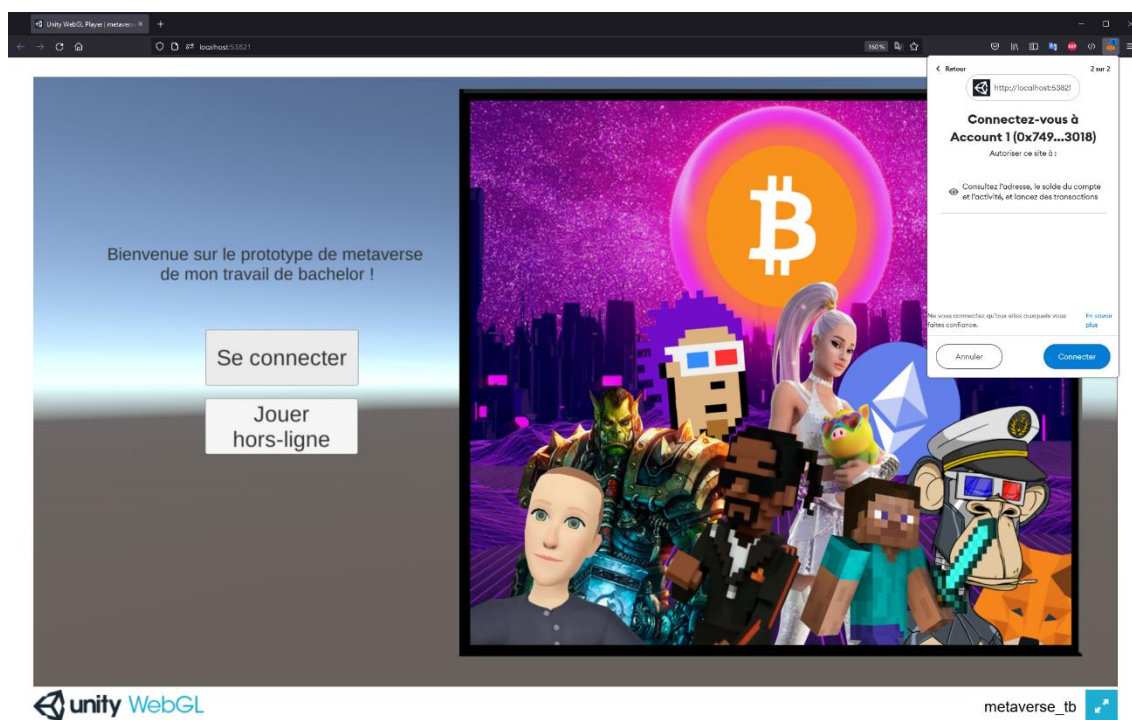 Unity WebGL Player | metavers
localhost:53821
160%
Retour
2 sur 2
http://localhost:53821
Connectez-vous à
Account 1 (0x749...3018)
Autoriser ce site à :
Consultez l'adresse, le solde du compte
et l'activité, et lancez des transactions
Ne vous connectez qu'aux sites auxquels vous
faites confiance.
En savoir
plus
Annuler
Connecter
Bienvenue sur le prototype de metaverse
de mon travail de bachelor !
Se connecter
Jouer
hors-ligne
unity WebGL
metaverse_tb